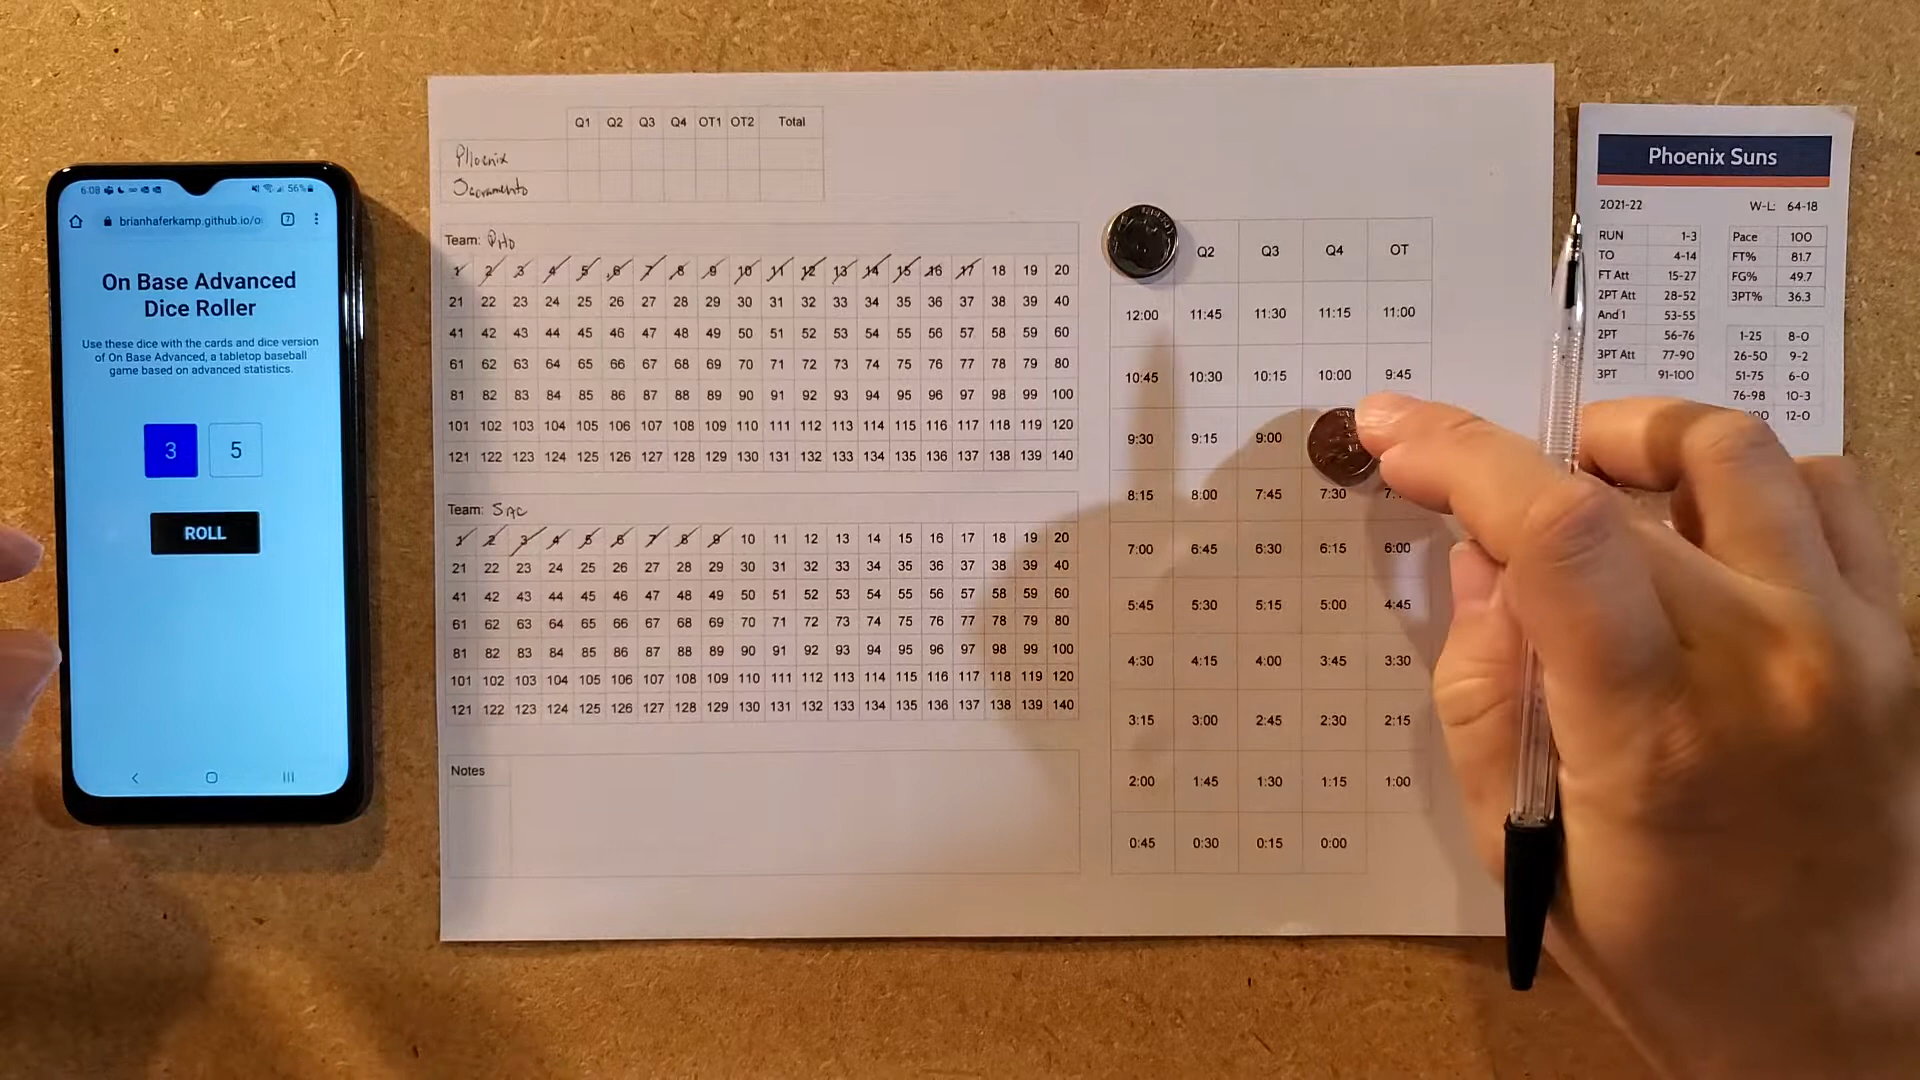 6:08 56%
brianhaferkamp.github.io/o 7
On Base Advanced
Dice Roller
Use these dice with the cards and dice version
of On Base Advanced, a tabletop baseball
game based on advanced statistics.
3 5
ROLL
Q1 Q2 Q3 Q4 OT1 OT2 Total
Phoenix
Sacramento
Team: PHO
1 2 3 4 5 6 7 8 9 10 11 12 13 14 15 16 17 18 19 20
21 22 23 24 25 26 27 28 29 30 31 32 33 34 35 36 37 38 39 40
41 42 43 44 45 46 47 48 49 50 51 52 53 54 55 56 57 58 59 60
61 62 63 64 65 66 67 68 69 70 71 72 73 74 75 76 77 78 79 80
81 82 83 84 85 86 87 88 89 90 91 92 93 94 95 96 97 98 99 100
101 102 103 104 105 106 107 108 109 110 111 112 113 114 115 116 117 118 119 120
121 122 123 124 125 126 127 128 129 130 131 132 133 134 135 136 137 138 139 140
Team: SAC
1 2 3 4 5 6 7 8 9 10 11 12 13 14 15 16 17 18 19 20
21 22 23 24 25 26 27 28 29 30 31 32 33 34 35 36 37 38 39 40
41 42 43 44 45 46 47 48 49 50 51 52 53 54 55 56 57 58 59 60
61 62 63 64 65 66 67 68 69 70 71 72 73 74 75 76 77 78 79 80
81 82 83 84 85 86 87 88 89 90 91 92 93 94 95 96 97 98 99 100
101 102 103 104 105 106 107 108 109 110 111 112 113 114 115 116 117 118 119 120
121 122 123 124 125 126 127 128 129 130 131 132 133 134 135 136 137 138 139 140
Notes
Q2 Q3 Q4 OT
12:00 11:45 11:30 11:15 11:00
10:45 10:30 10:15 10:00 9:45
9:30 9:15 9:00
8:15 8:00 7:45 7:30
7:00 6:45 6:30 6:15 6:00
5:45 5:30 5:15 5:00 4:45
4:30 4:15 4:00 3:45 3:30
3:15 3:00 2:45 2:30 2:15
2:00 1:45 1:30 1:15 1:00
0:45 0:30 0:15 0:00
Phoenix Suns
2021-22 W-L: 64-18
RUN 1-3
TO 4-14
FT Att 15-27
2PT Att 28-52
And 1 53-55
2PT 56-76
3PT Att 77-90
3PT 91-100
Pace 100
FT% 81.7
FG% 49.7
3PT% 36.3
1-25 8-0
26-50 9-2
51-75 6-0
76-98 10-3
12-0